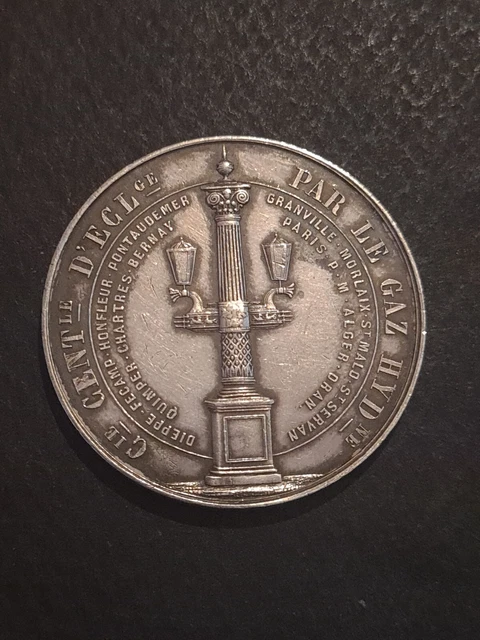 CIE CENTLE D'ECLGE PAR LE GAZ HYDNÉ
DIEPPE·FECAMP·HONFLEUR·PONTAUDEMER
QUIMPER·CHARTRES·BERNAY
GRANVILLE·MORLAIX·ST MALO·ST SERVAN
PARIS P.M·ALGER·ORAN.